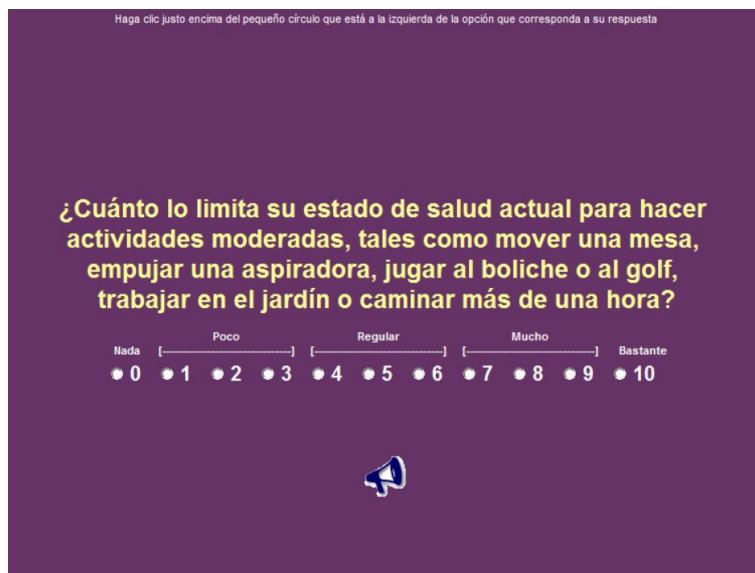 Haga clic justo encima del pequeño círculo que está a la izquierda de la opción que corresponda a su respuesta
¿Cuánto lo limita su estado de salud actual para hacer
actividades moderadas, tales como mover una mesa,
empujar una aspiradora, jugar al boliche o al golf,
trabajar en el jardín o caminar más de una hora?
Poco Regular Mucho
Nada [----------------------------------] [----------------------------------] [----------------------------------] Bastante
0 1 2 3 4 5 6 7 8 9 10